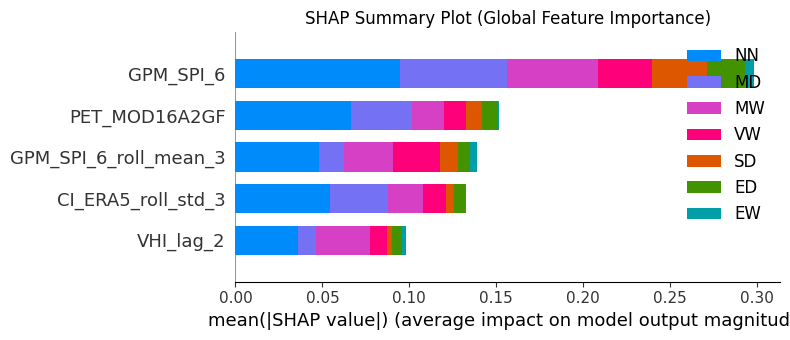 SHAP Summary Plot (Global Feature Importance)
GPM_SPI_6
PET_MOD16A2GF
GPM_SPI_6_roll_mean_3
CI_ERA5_roll_std_3
VHI_lag_2
NN
MD
MW
VW
SD
ED
EW
0.00 0.05 0.10 0.15 0.20 0.25 0.30
mean(|SHAP value|) (average impact on model output magnitud